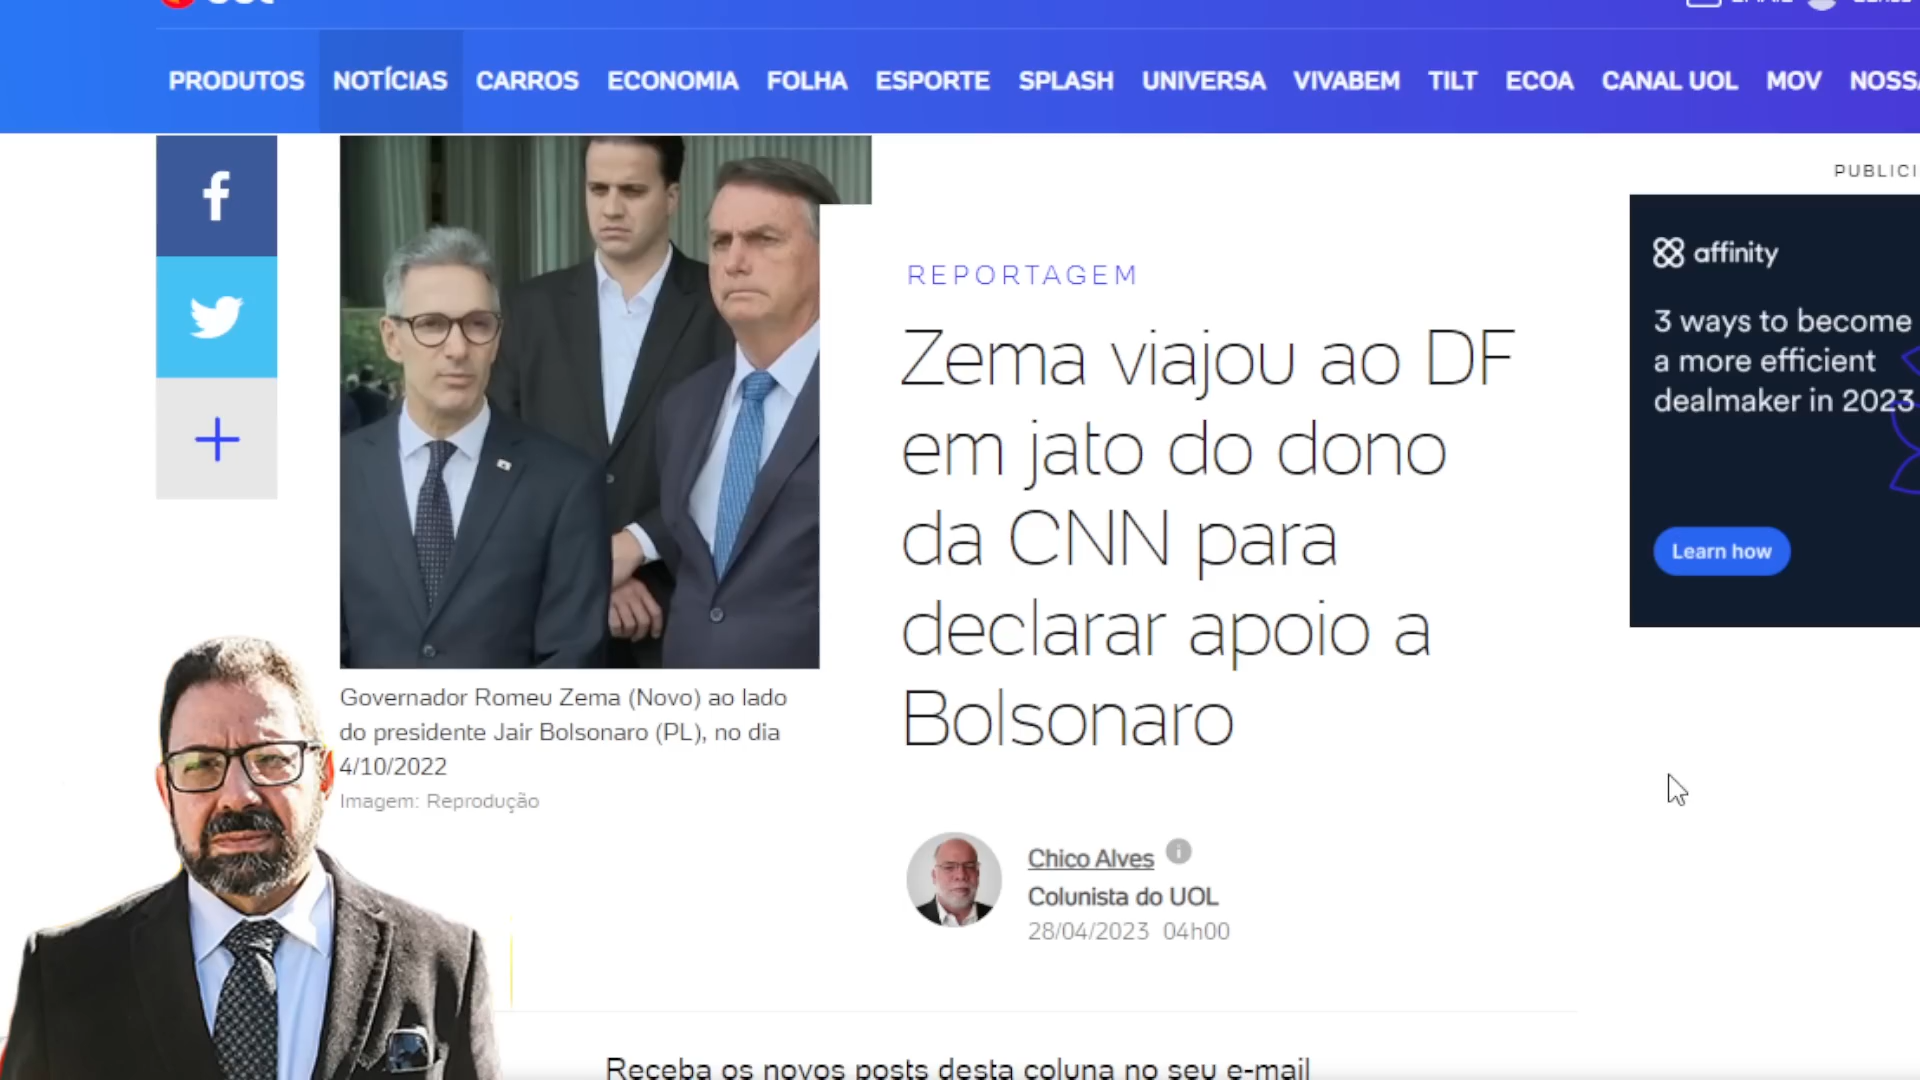 PRODUTOS NOTÍCIAS CARROS ECONOMIA FOLHA ESPORTE SPLASH UNIVERSA VIVABEM TILT ECOA CANAL UOL MOV NOSSA
PUBLICI
affinity
3 ways to become
a more efficient
dealmaker in 2023
Learn how
REPORTAGEM
Zema viajou ao DF
em jato do dono
da CNN para
declarar apoio a
Bolsonaro
Governador Romeu Zema (Novo) ao lado
do presidente Jair Bolsonaro (PL), no dia
4/10/2022
Imagem: Reprodução
Chico Alves
Colunista do UOL
28/04/2023 04h00
Receba os novos posts desta coluna no seu e-mail